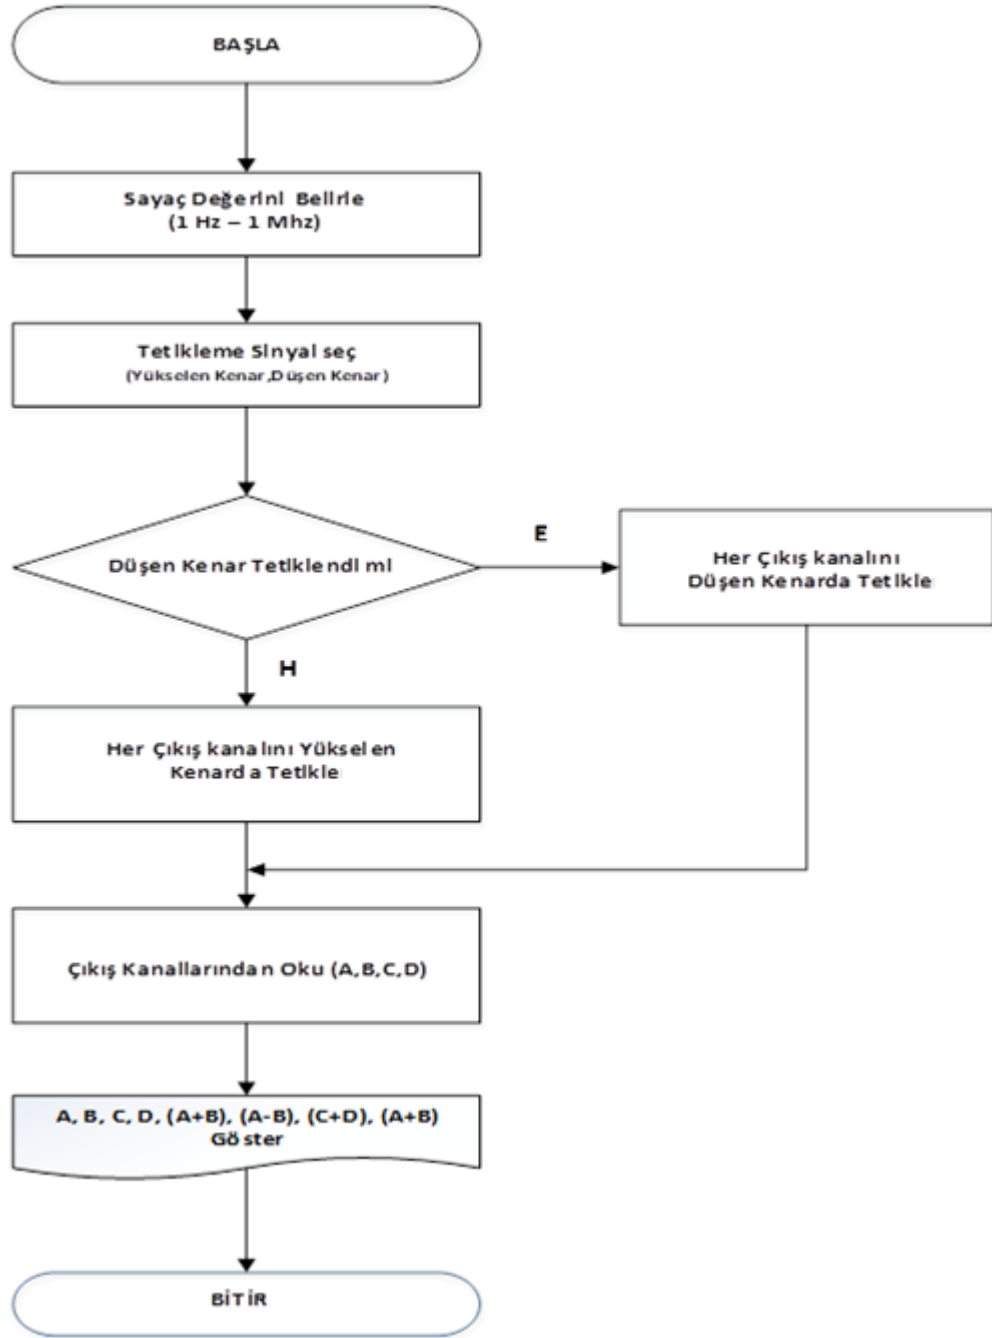 BAŞLA
Sayaç Değerini Belirle
(1 Hz – 1 Mhz)
Tetikleme Sinyal seç
(Yükselen Kenar,Düşen Kenar)
Düşen Kenar Tetiklendi mi
E
Her Çıkış kanalını
Düşen Kenarda Tetikle
H
Her Çıkış kanalını Yükselen
Kenarda Tetikle
Çıkış Kanallarından Oku (A,B,C,D)
A, B, C, D, (A+B), (A-B), (C+D), (A+B)
Göster
BİTİR